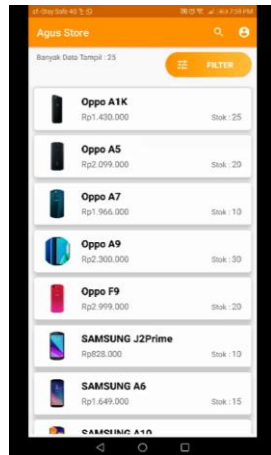 Agus Store
Banyak Data Tampil : 25
FILTER
Oppo A1K
Rp1.430.000
Stok : 25
Oppo A5
Rp2.099.000
Stok : 20
Oppo A7
Rp1.966.000
Stok : 10
Oppo A9
Rp2.300.000
Stok : 30
Oppo F9
Rp2.999.000
Stok : 20
SAMSUNG J2Prime
Rp828.000
Stok : 10
SAMSUNG A6
Rp1.649.000
Stok : 15
SAMSUNG A10